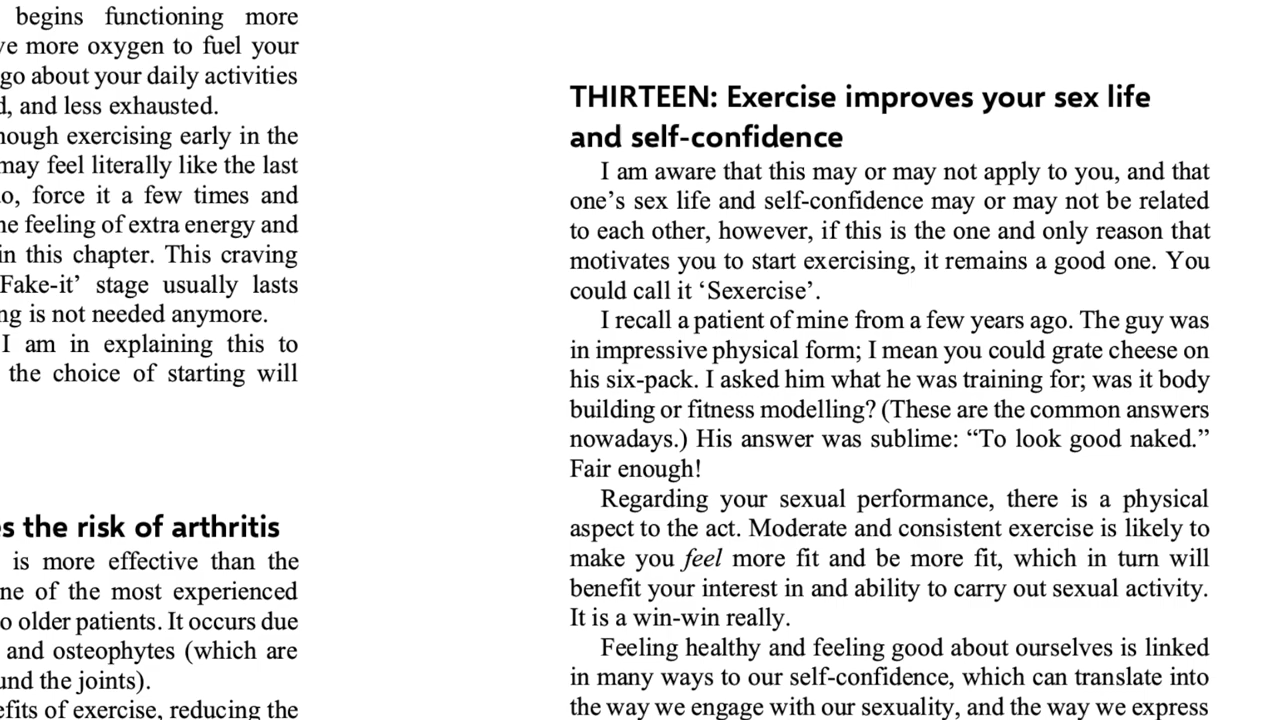 begins functioning more
more oxygen to fuel your
go about your daily activities
and less exhausted.
exercising early in the
may feel literally like the last
force it a few times and
feeling of extra energy and
in this chapter. This craving
Fake-it’ stage usually lasts
is not needed anymore.
I am in explaining this to
the choice of starting will
the risk of arthritis
is more effective than the
of the most experienced
older patients. It occurs due
and osteophytes (which are
the joints).
of exercise, reducing the
THIRTEEN: Exercise improves your sex life
and self-confidence
I am aware that this may or may not apply to you, and that
one’s sex life and self-confidence may or may not be related
to each other, however, if this is the one and only reason that
motivates you to start exercising, it remains a good one. You
could call it ‘Sexercise’.
I recall a patient of mine from a few years ago. The guy was
in impressive physical form; I mean you could grate cheese on
his six-pack. I asked him what he was training for; was it body
building or fitness modelling? (These are the common answers
nowadays.) His answer was sublime: “To look good naked.”
Fair enough!
Regarding your sexual performance, there is a physical
aspect to the act. Moderate and consistent exercise is likely to
make you feel more fit and be more fit, which in turn will
benefit your interest in and ability to carry out sexual activity.
It is a win-win really.
Feeling healthy and feeling good about ourselves is linked
in many ways to our self-confidence, which can translate into
the way we engage with our sexuality, and the way we express